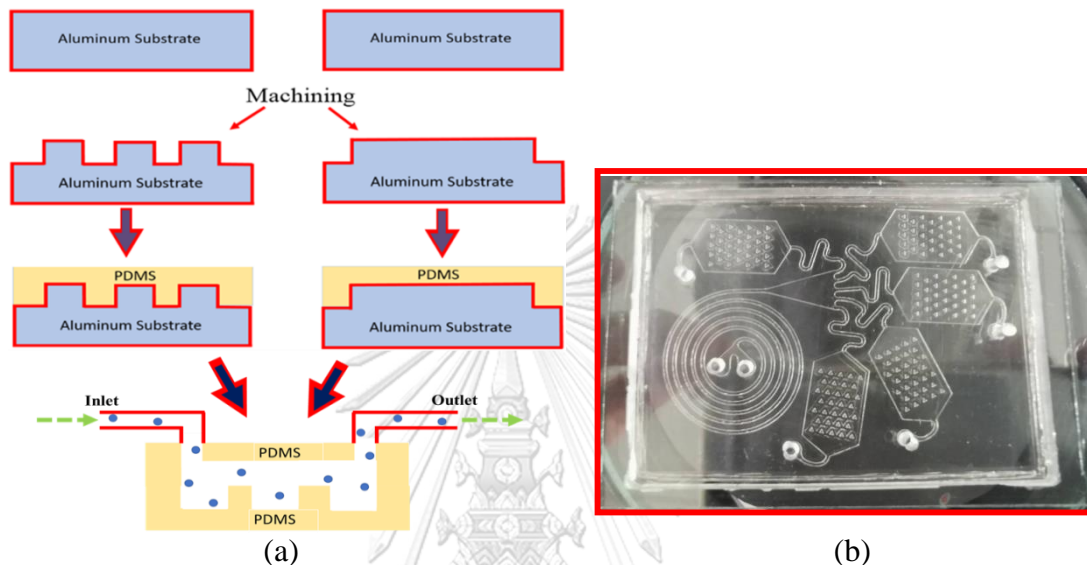 Aluminum Substrate
Aluminum Substrate
Machining
Aluminum Substrate
Aluminum Substrate
PDMS
Aluminum Substrate
PDMS
Aluminum Substrate
Inlet
Outlet
PDMS
PDMS
(a)
(b)